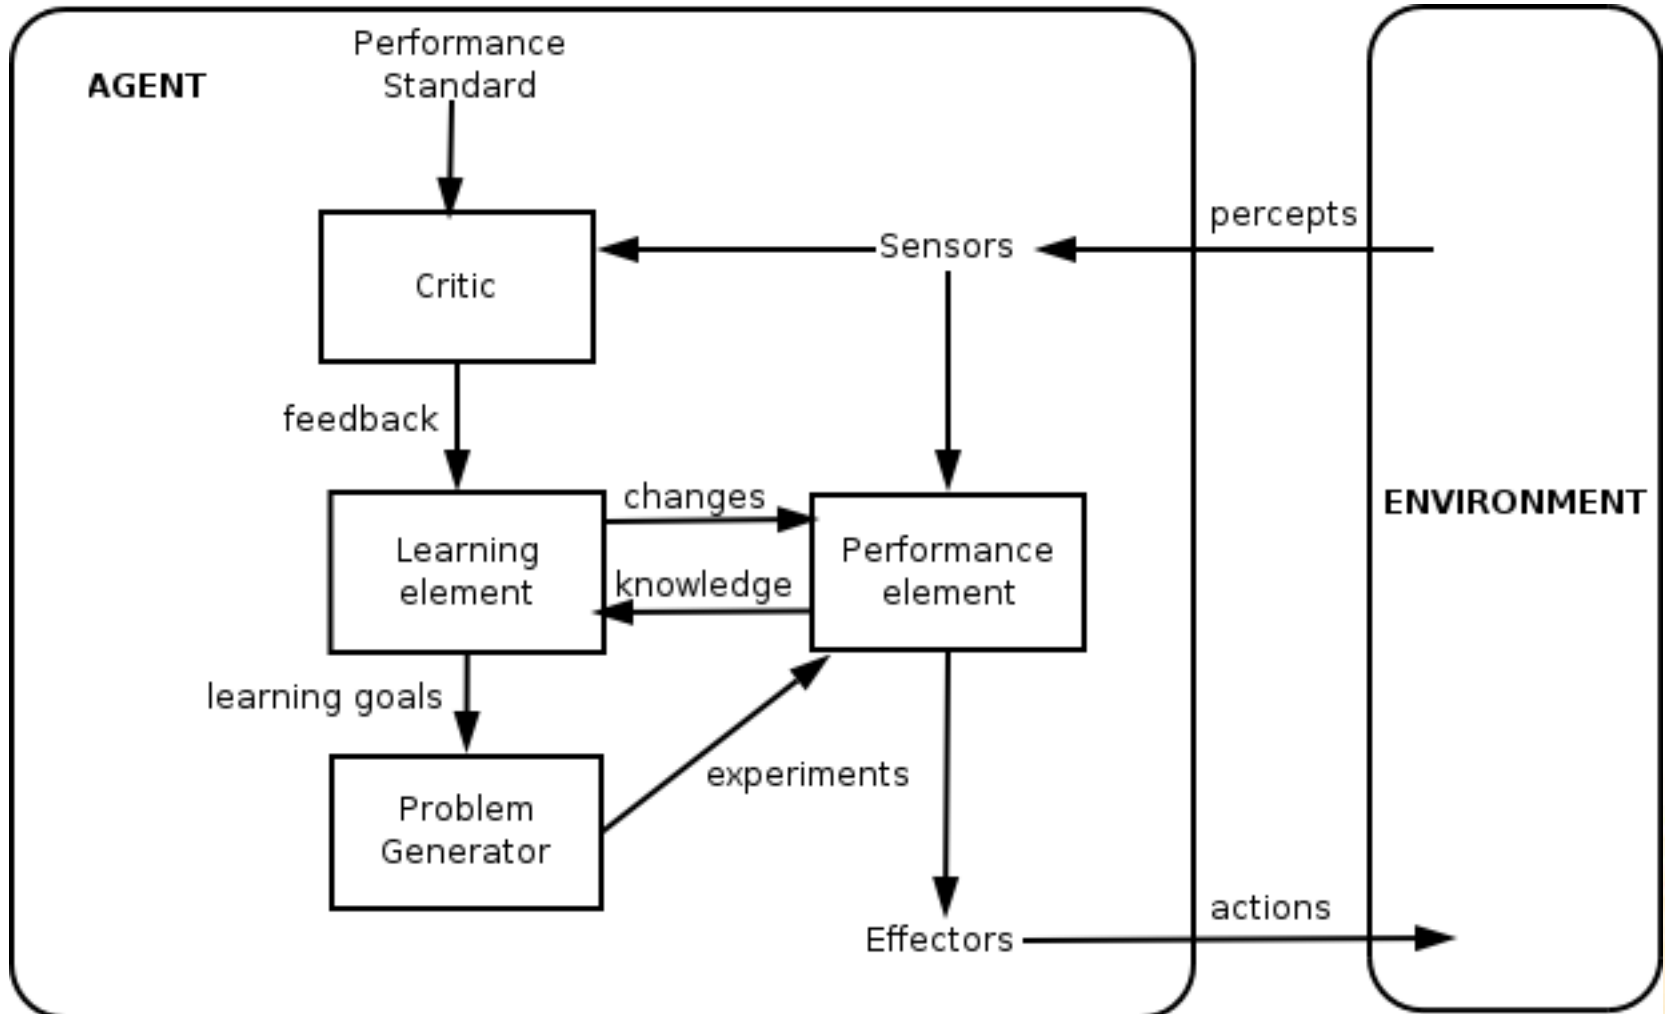 Performance
Standard
AGENT
percepts
Sensors
Critic
feedback
changes
ENVIRONMENT
Learning
element
Performance
element
knowledge
learning goals
experiments
Problem
Generator
actions
Effectors